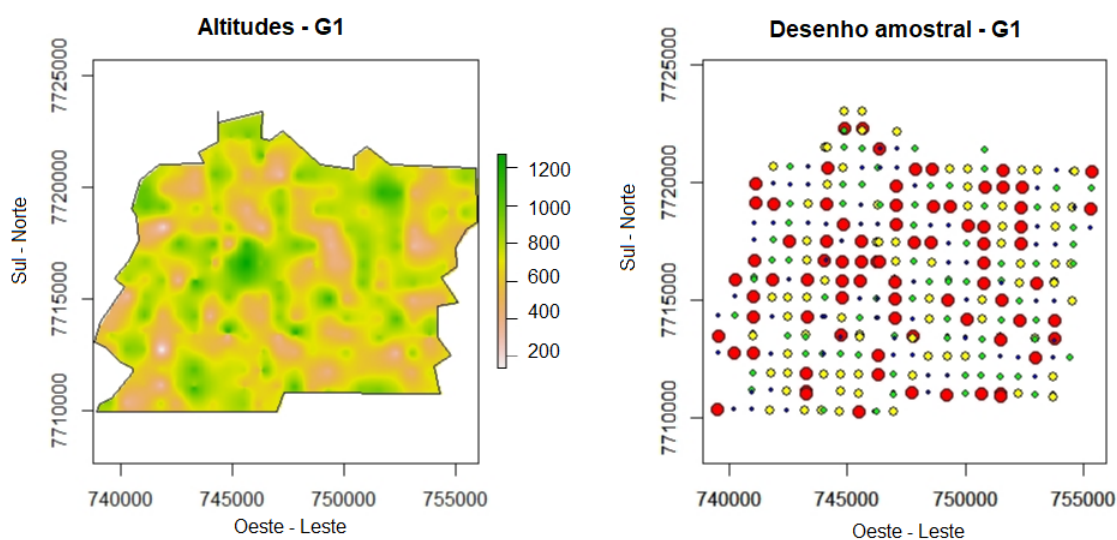 Altitudes - G1
7725000
7720000
7715000
7710000
Sul - Norte
740000 745000 750000 755000
Oeste - Leste
1200
1000
800
600
400
200
Desenho amostral - G1
7725000
7720000
7715000
7710000
Sul - Norte
740000 745000 750000 755000
Oeste - Leste